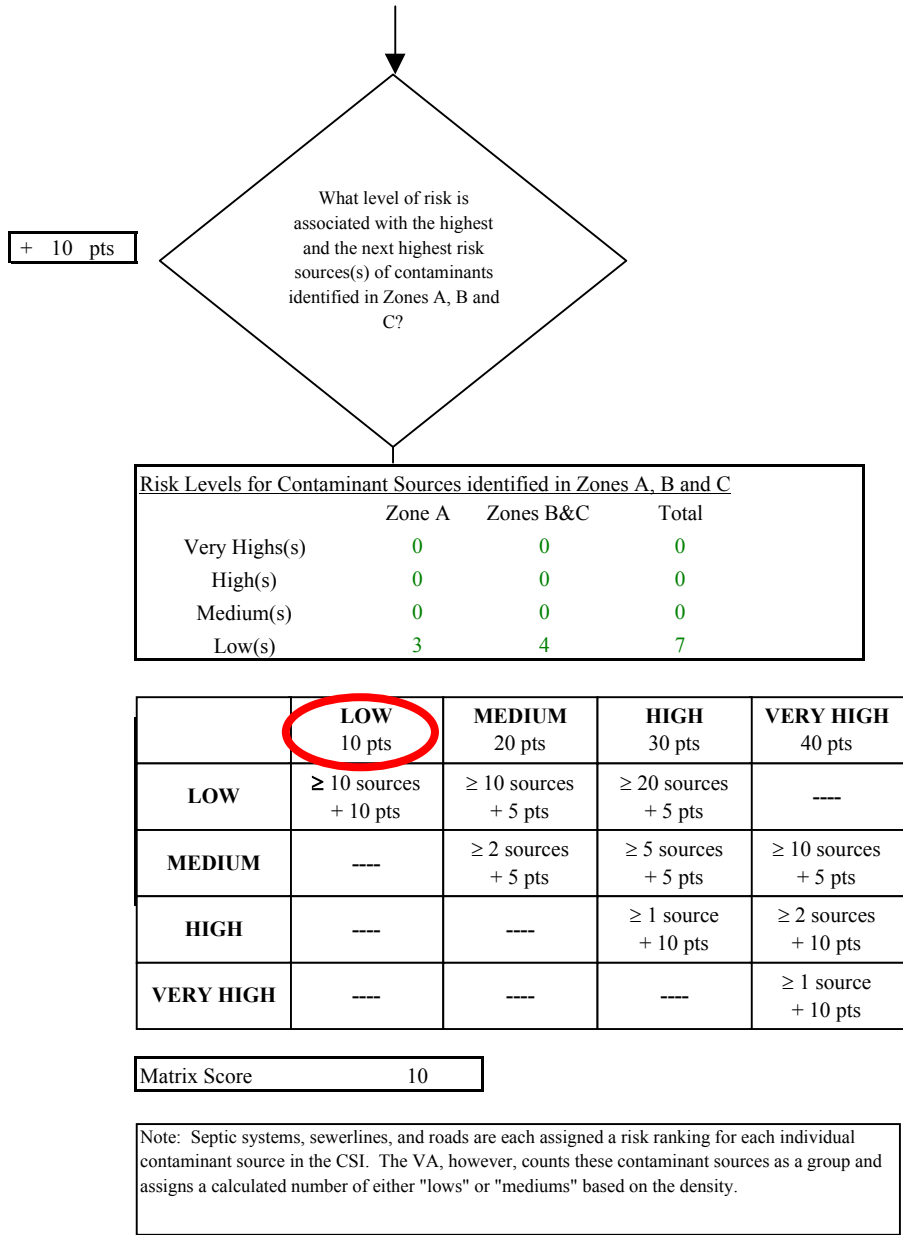 What level of risk is
associated with the highest
and the next highest risk
sources(s) of contaminants
identified in Zones A, B and
C?
+ 10 pts
Risk Levels for Contaminant Sources identified in Zones A, B and C
Zone A Zones B&C Total
Very Highs(s) 0 0 0
High(s) 0 0 0
Medium(s) 0 0 0
Low(s) 3 4 7
LOW MEDIUM HIGH VERY HIGH
10 pts 20 pts 30 pts 40 pts
LOW ≥ 10 sources ≥ 10 sources ≥ 20 sources ----
+ 10 pts + 5 pts + 5 pts
MEDIUM ---- ≥ 2 sources ≥ 5 sources ≥ 10 sources
+ 5 pts + 5 pts + 5 pts
HIGH ---- ---- ≥ 1 source ≥ 2 sources
+ 10 pts + 10 pts
VERY HIGH ---- ---- ---- ≥ 1 source
+ 10 pts
Matrix Score 10
Note: Septic systems, sewerlines, and roads are each assigned a risk ranking for each individual
contaminant source in the CSI. The VA, however, counts these contaminant sources as a group and
assigns a calculated number of either "lows" or "mediums" based on the density.